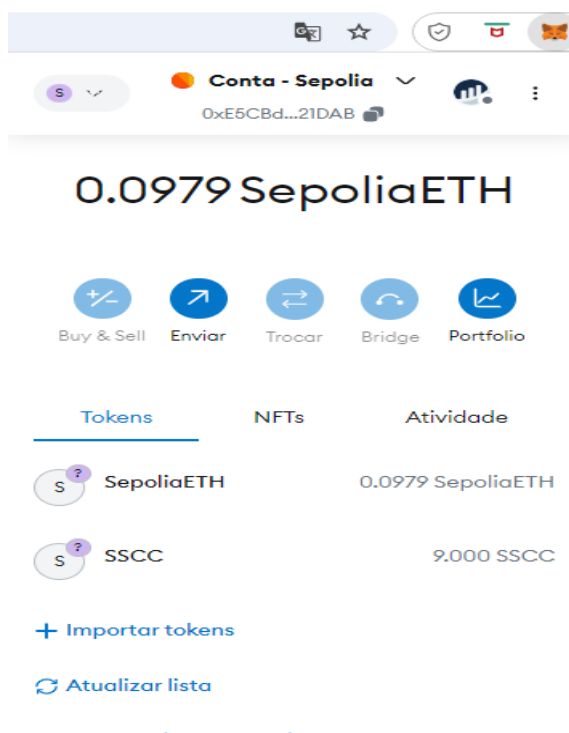 S Conta - Sepolia
0xE5CBd...21DAB
0.0979 SepoliaETH
Buy & Sell Enviar Trocar Bridge Portfolio
Tokens NFTs Atividade
S ? SepoliaETH 0.0979 SepoliaETH
S ? SSCC 9.000 SSCC
+ Importar tokens
Atualizar lista